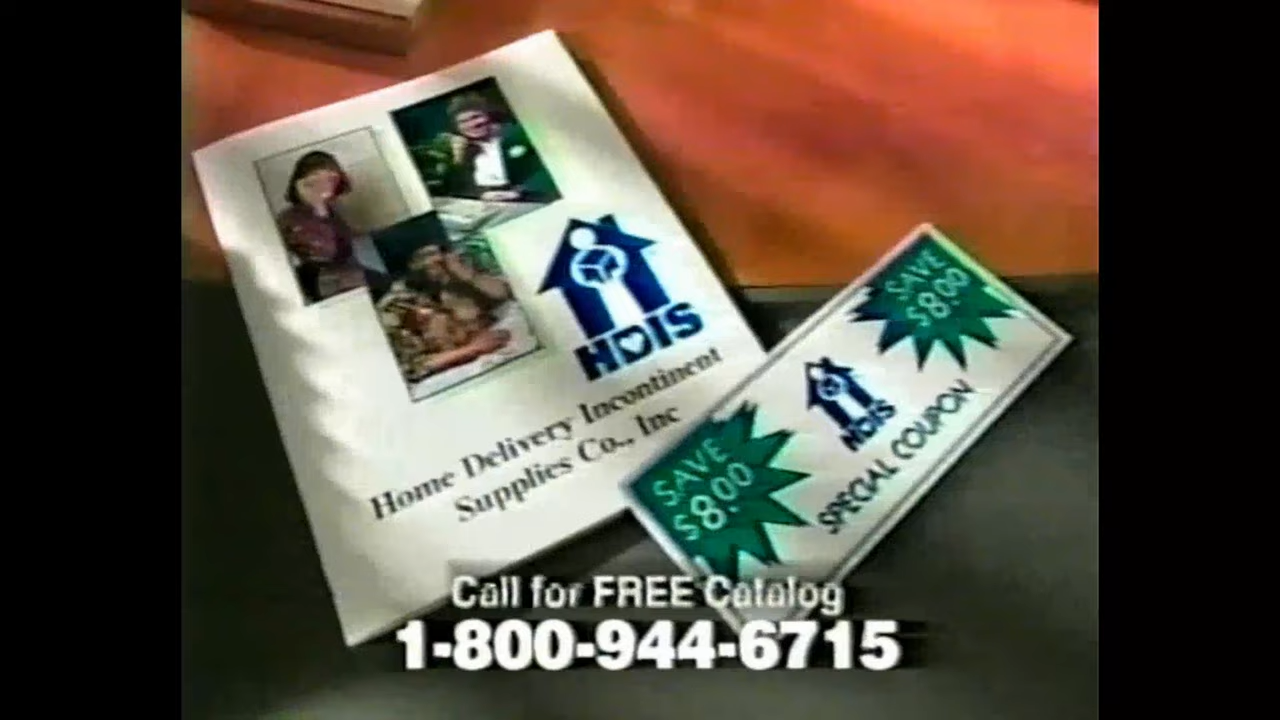 HDIS
Home Delivery Incontinent
Supplies Co., Inc
SAVE
$8.00
HDIS
SPECIAL COUPON
SAVE
$8.00
Call for FREE Catalog
1-800-944-6715